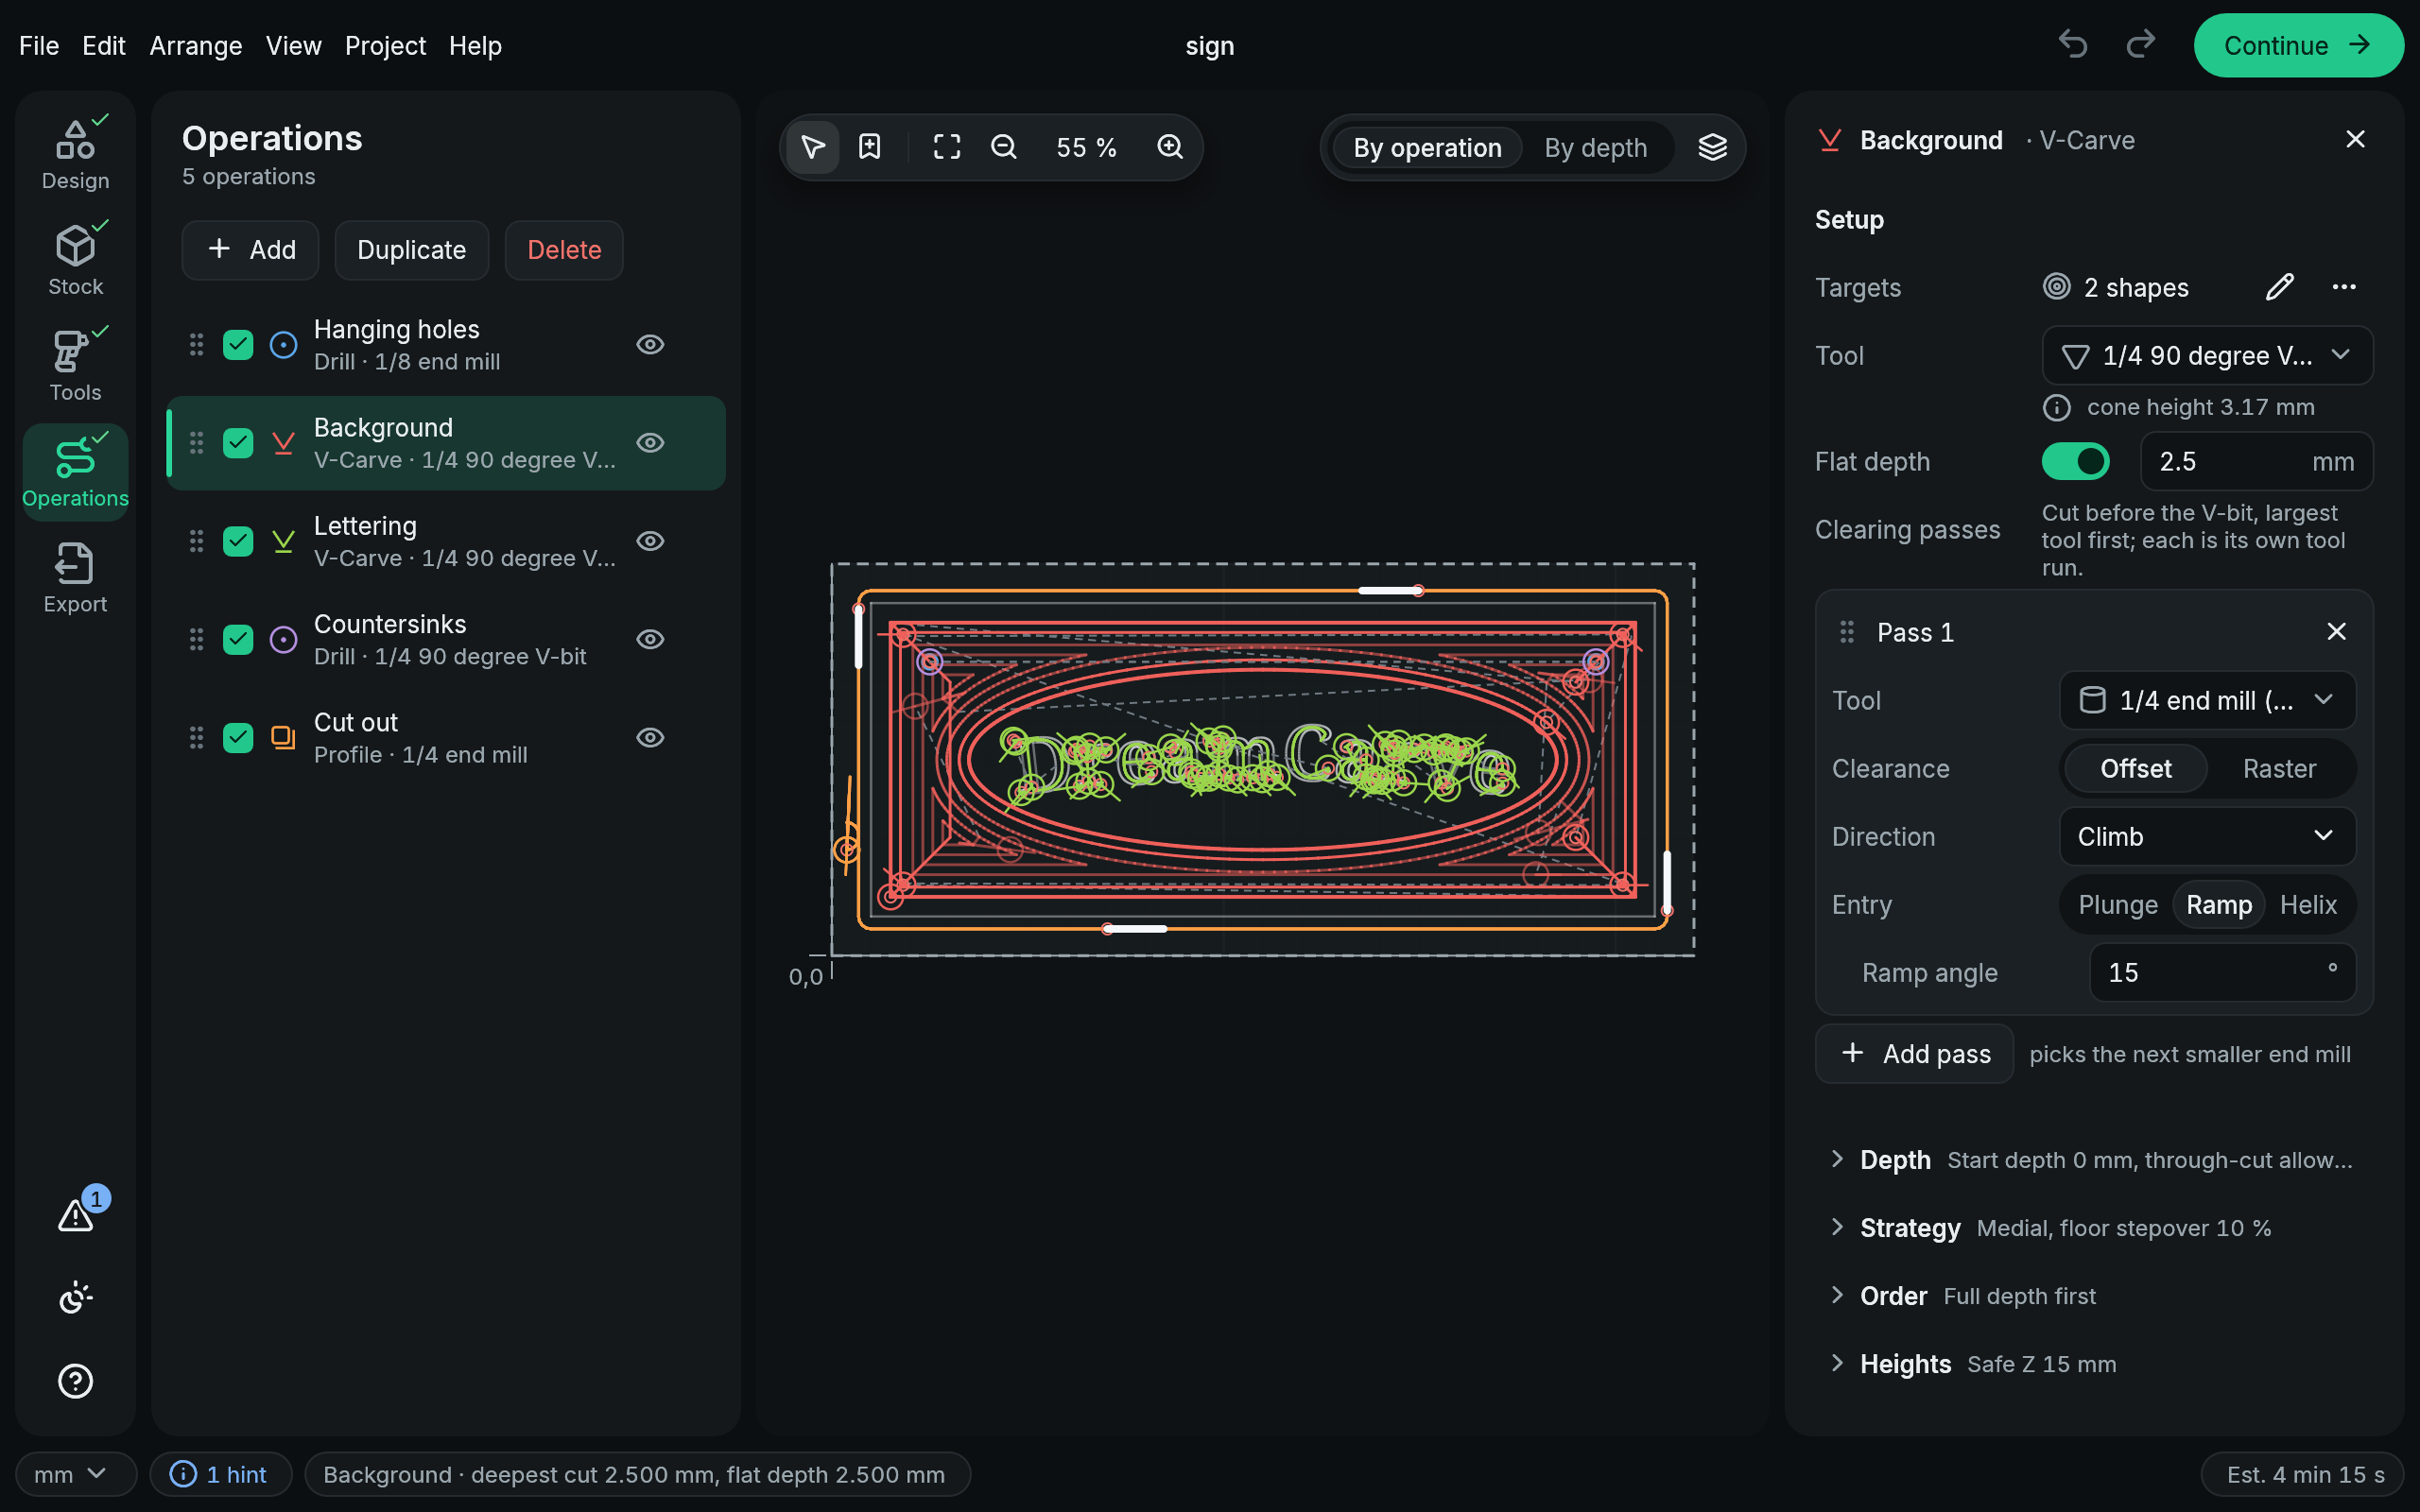 File Edit Arrange View Project Help
sign
Continue
Design
Stock
Tools
Operations
Export
1
Operations
5 operations
Add
Duplicate
Delete
Hanging holes
Drill · 1/8 end mill
Background
V-Carve · 1/4 90 degree V...
Lettering
V-Carve · 1/4 90 degree V...
Countersinks
Drill · 1/4 90 degree V-bit
Cut out
Profile · 1/4 end mill
55 %
By operation
By depth
0,0
Background · V-Carve
Setup
Targets
2 shapes
Tool
1/4 90 degree V...
cone height 3.17 mm
Flat depth
2.5 mm
Clearing passes
Cut before the V-bit, largest
tool first; each is its own tool
run.
Pass 1
Tool
1/4 end mill (...
Clearance
Offset
Raster
Direction
Climb
Entry
Plunge
Ramp
Helix
Ramp angle
15 °
Add pass
picks the next smaller end mill
Depth Start depth 0 mm, through-cut allow...
Strategy Medial, floor stepover 10 %
Order Full depth first
Heights Safe Z 15 mm
mm
1 hint
Background · deepest cut 2.500 mm, flat depth 2.500 mm
Est. 4 min 15 s